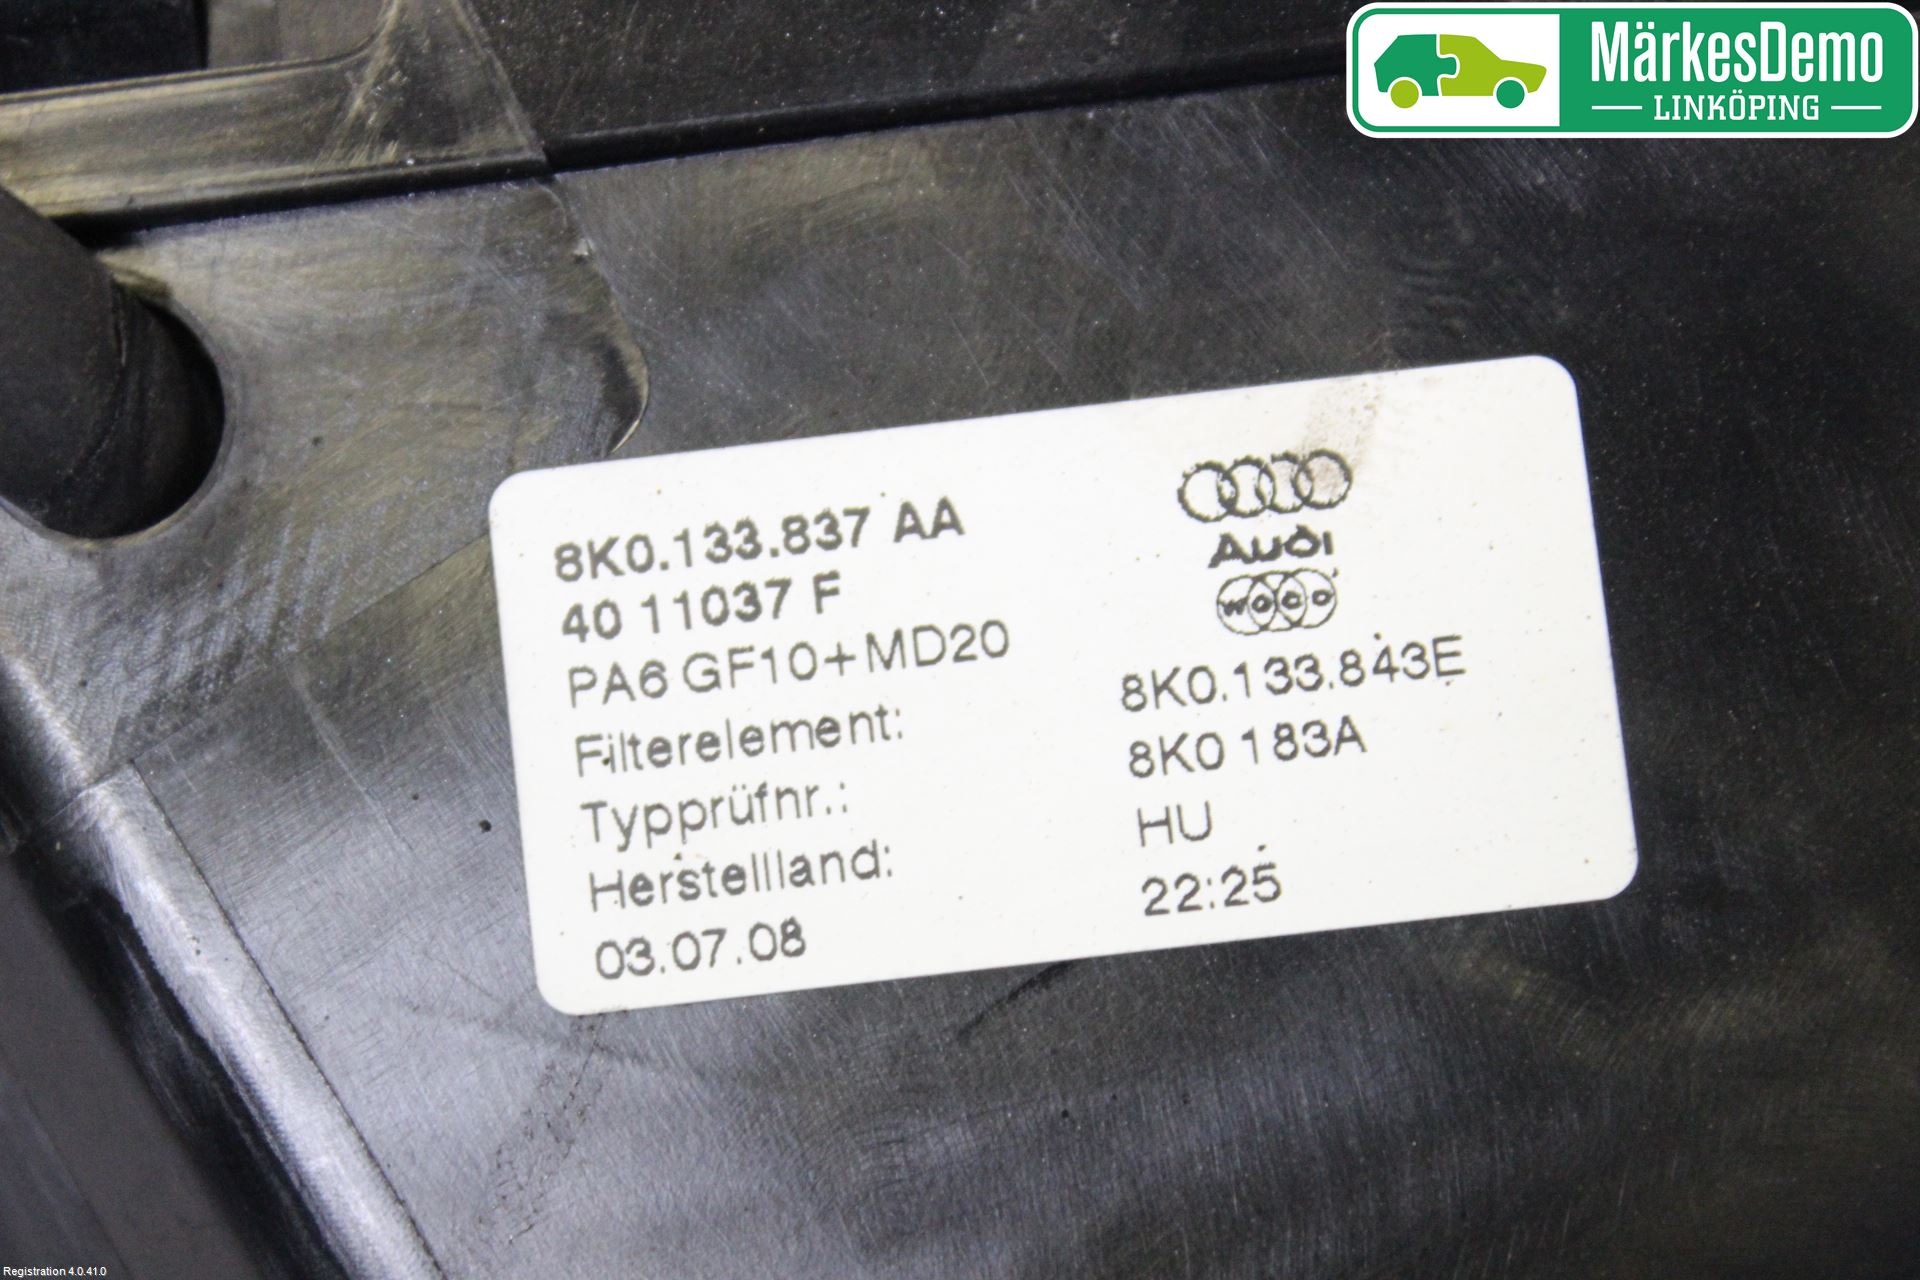 MärkesDemo
LINKÖPING
8K0.133.837 AA
40 11037 F
PA6 GF10+MD20
Filterelement:
Typprüfnr.:
Herstellland:
03.07.08
Audi
woco
8K0.133.843E
8K0 183A
HU
22:25
Registration 4.0.41.0